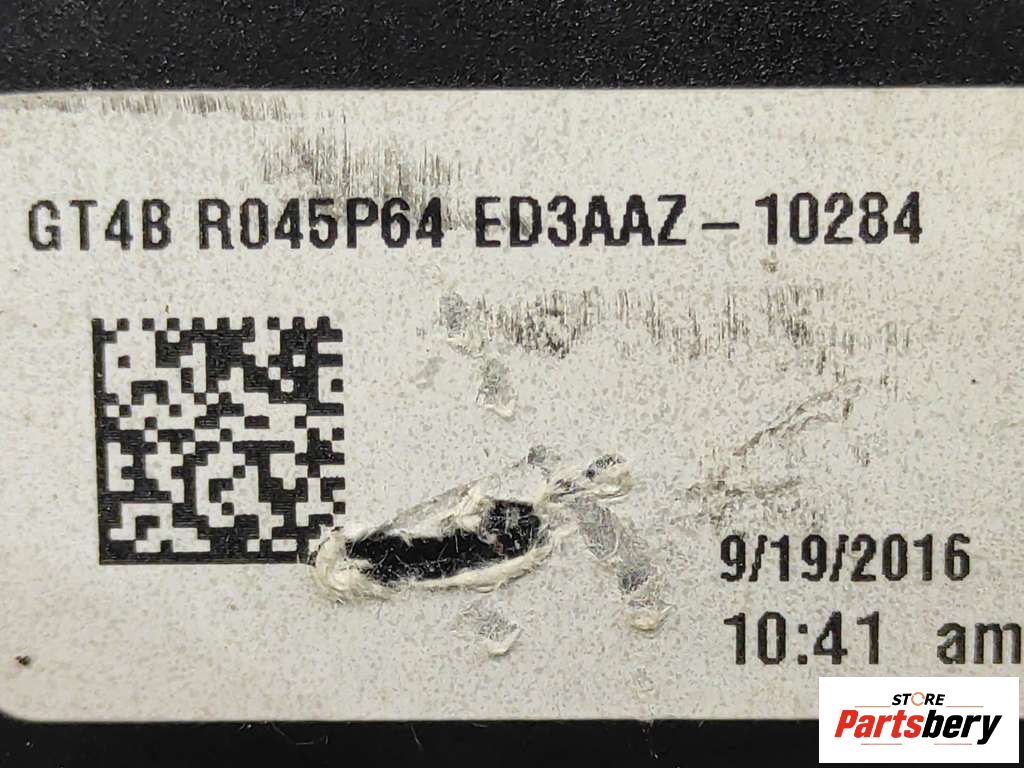 GT4B R045P64 ED3AAZ-10284
9/19/2016
10:41 am
STORE
Partsbery